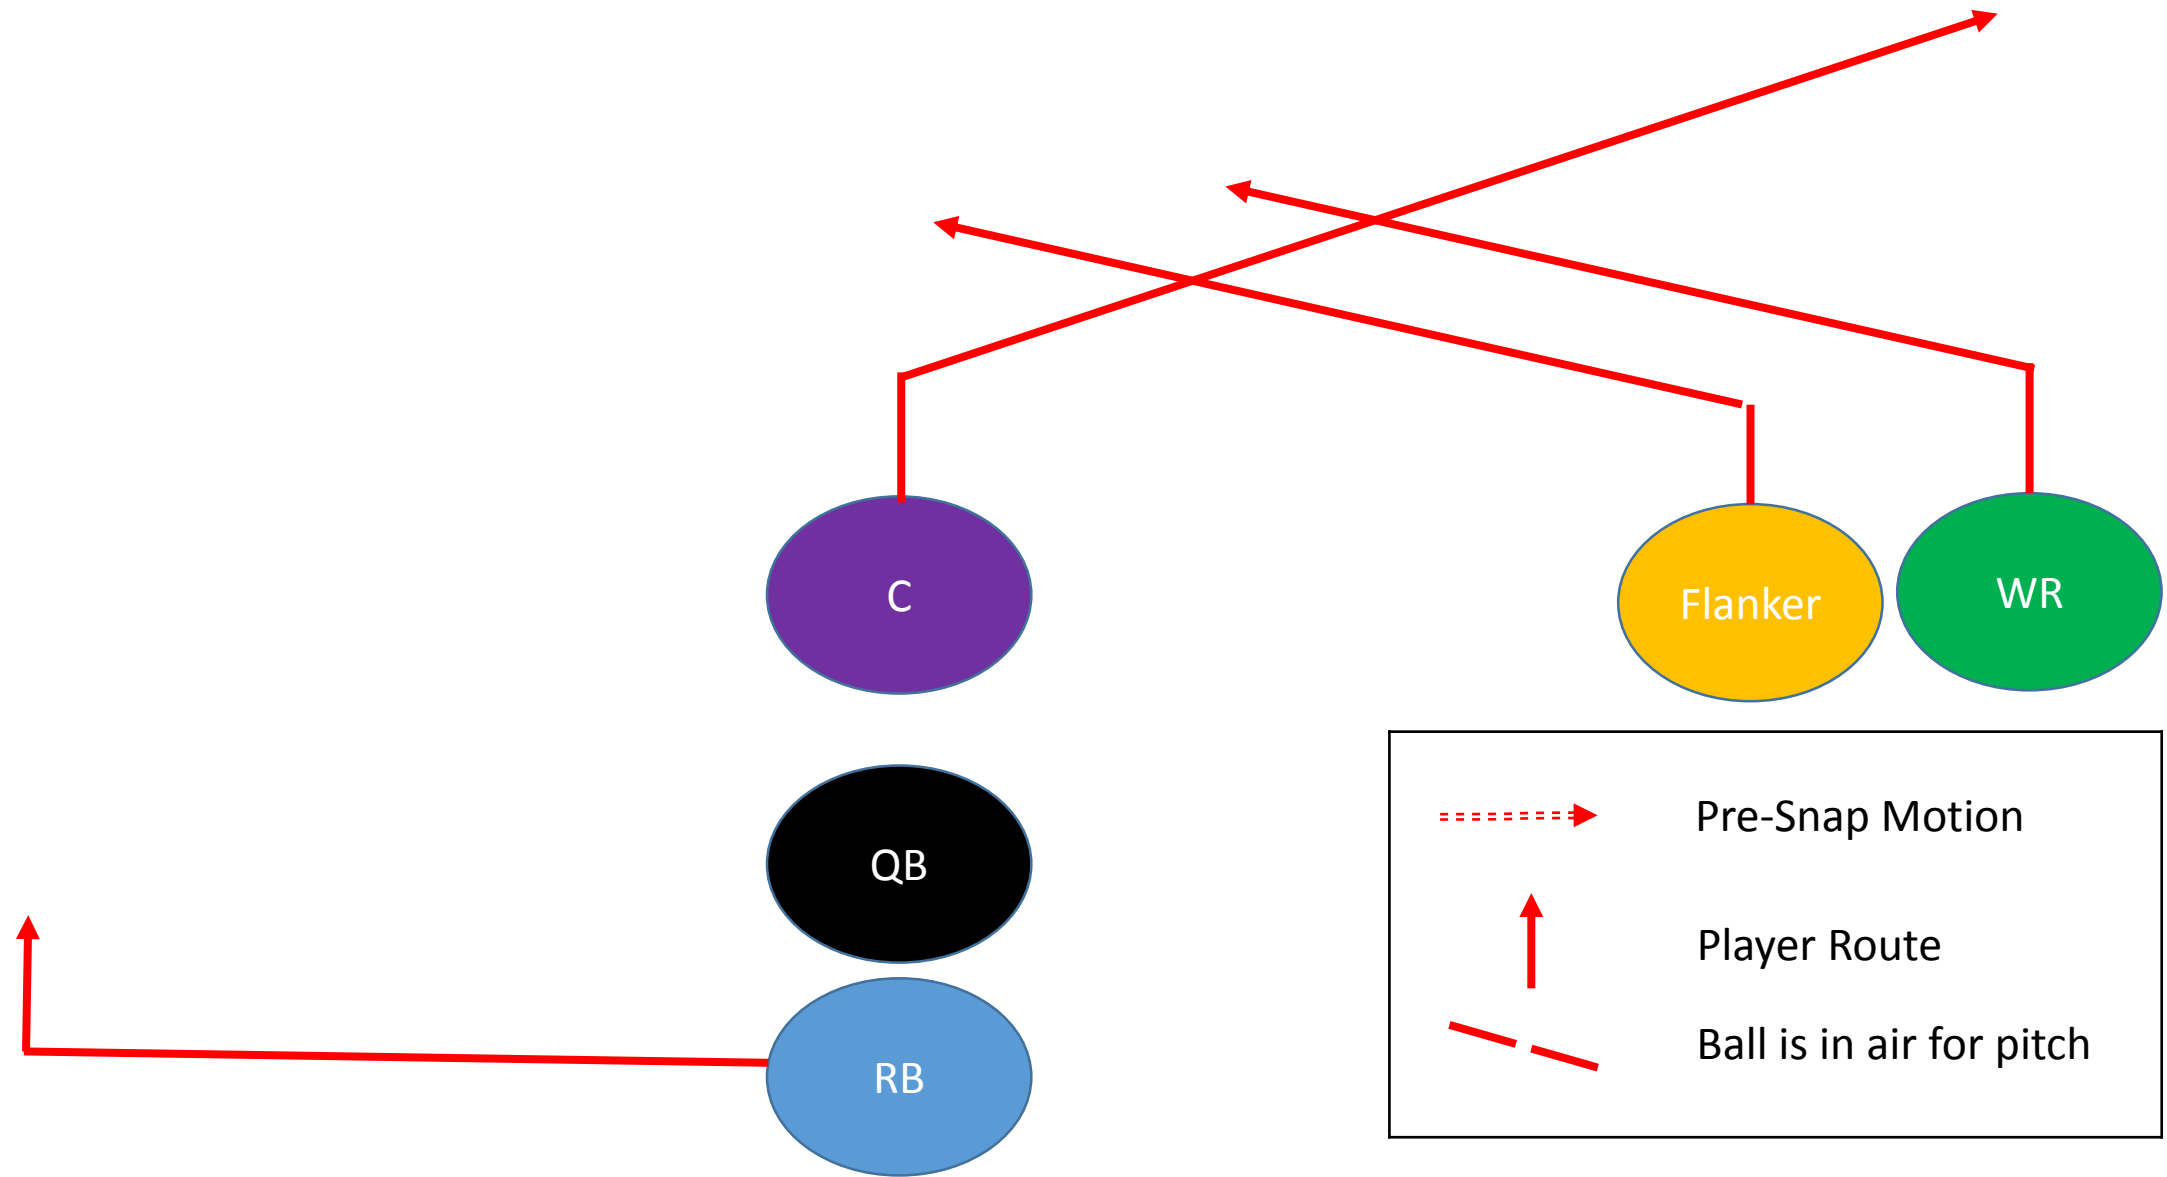 C
Flanker
WR
QB
RB
Pre-Snap Motion
Player Route
Ball is in air for pitch